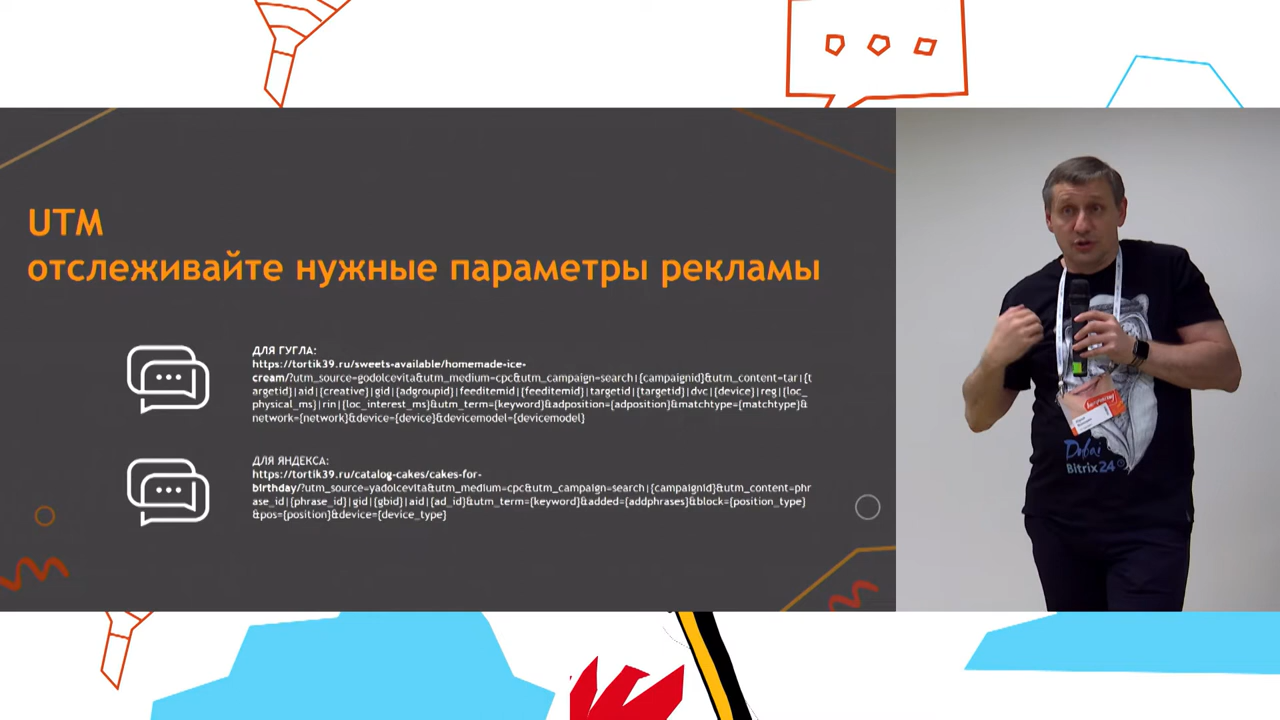 UTM
отслеживайте нужные параметры рекламы
ДЛЯ ГУГЛА:
https://tortik39.ru/sweets-available/homemade-ice-
cream/?utm_source=godolcevita&utm_medium=cpc&utm_campaign=search|{campaignid}&utm_content=tar|{t
argetid}|aid|{creative}|gid|{adgroupid}|feeditemid|{feeditemid}|targetid|{targetid}|dvc|{device}|reg|{loc_
physical_ms}|rin|{loc_interest_ms}&utm_term={keyword}&adposition={adposition}&matchtype={matchtype}&
network={network}&device={device}&devicemodel={devicemodel}
ДЛЯ ЯНДЕКСА:
https://tortik39.ru/catalog-cakes/cakes-for-
birthday/?utm_source=yadolcevita&utm_medium=cpc&utm_campaign=search|{campaignid}&utm_content=phr
ase_id|{phrase_id}|gid|{gbid}|aid|{ad_id}&utm_term={keyword}&added={addphrases}&block={position_type}
&pos={position}&device={device_type}
Dubai
Bitrix24